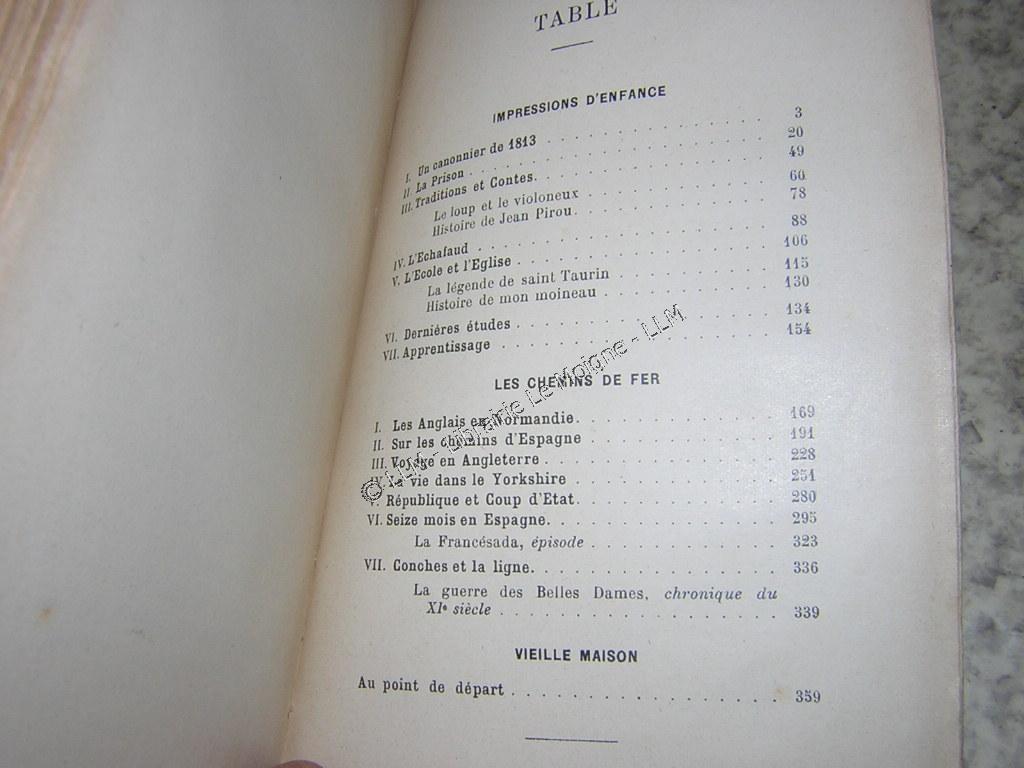 TABLE
IMPRESSIONS D'ENFANCE
I. Un canonnier de 1813 . . . . . . . . . . . . 3
II. La Prison . . . . . . . . . . . . . . . 20
III. Traditions et Contes. . . . . . . . . . . . 49
Le loup et le violoneux . . . . . . . . . . 60
Histoire de Jean Pirou. . . . . . . . . . . 78
IV. L'Echafaud . . . . . . . . . . . . . . . 88
V. L'Ecole et l'Eglise . . . . . . . . . . . . 106
La légende de saint Taurin . . . . . . . . . 115
Histoire de mon moineau . . . . . . . . . . 130
VI. Dernières études . . . . . . . . . . . . . 134
VII. Apprentissage . . . . . . . . . . . . . . 154
LES CHEMINS DE FER
I. Les Anglais en Normandie. . . . . . . . . . 169
II. Sur les chemins d'Espagne . . . . . . . . . 191
III. Voyage en Angleterre . . . . . . . . . . . 228
IV. La vie dans le Yorkshire . . . . . . . . . . 251
V. République et Coup d'Etat. . . . . . . . . . 280
VI. Seize mois en Espagne. . . . . . . . . . . 295
La Francésada, épisode . . . . . . . . . . 323
VII. Conches et la ligne. . . . . . . . . . . . 336
La guerre des Belles Dames, chronique du
XIe siècle . . . . . . . . . . . . . . . 339
VIEILLE MAISON
Au point de départ . . . . . . . . . . . . . 359
© LLM - Librairie Le Moigne - LLM